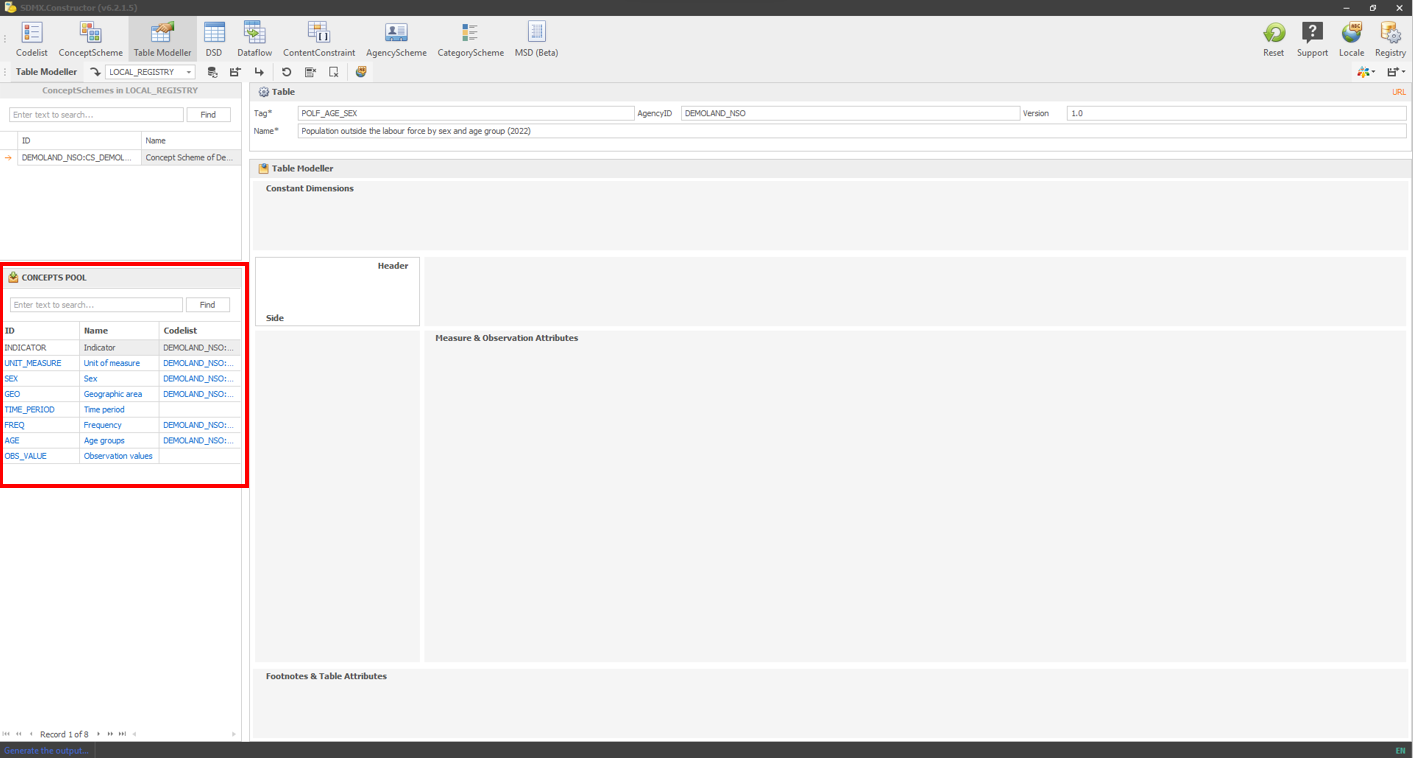 SDMX.Constructor (v6.2.1.5)
Codelist ConceptScheme Table Modeller DSD Dataflow ContentConstraint AgencyScheme CategoryScheme MSD (Beta) Reset Support Locale Registry
Table Modeller LOCAL_REGISTRY
ConceptSchemes in LOCAL_REGISTRY
Enter text to search... Find
ID Name
DEMOLAND_NSO:CS_DEMOL... Concept Scheme of De...
CONCEPTS POOL
Enter text to search... Find
ID Name Codelist
INDICATOR Indicator DEMOLAND_NSO:...
UNIT_MEASURE Unit of measure DEMOLAND_NSO:...
SEX Sex DEMOLAND_NSO:...
GEO Geographic area DEMOLAND_NSO:...
TIME_PERIOD Time period
FREQ Frequency DEMOLAND_NSO:...
AGE Age groups DEMOLAND_NSO:...
OBS_VALUE Observation values
Record 1 of 8
Table URL
Tag* POLF_AGE_SEX AgencyID DEMOLAND_NSO Version 1.0
Name* Population outside the labour force by sex and age group (2022)
Table Modeller
Constant Dimensions
Header
Side
Measure & Observation Attributes
Footnotes & Table Attributes
Generate the output... EN